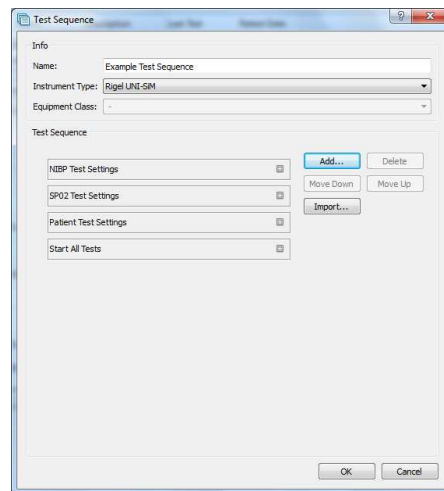 Test Sequence
Info
Name: Example Test Sequence
Instrument Type: Rigel UNI-SiM
Equipment Class: -
Test Sequence
NIBP Test Settings
SP02 Test Settings
Patient Test Settings
Start All Tests
Add... Delete
Move Down Move Up
Import...
OK Cancel